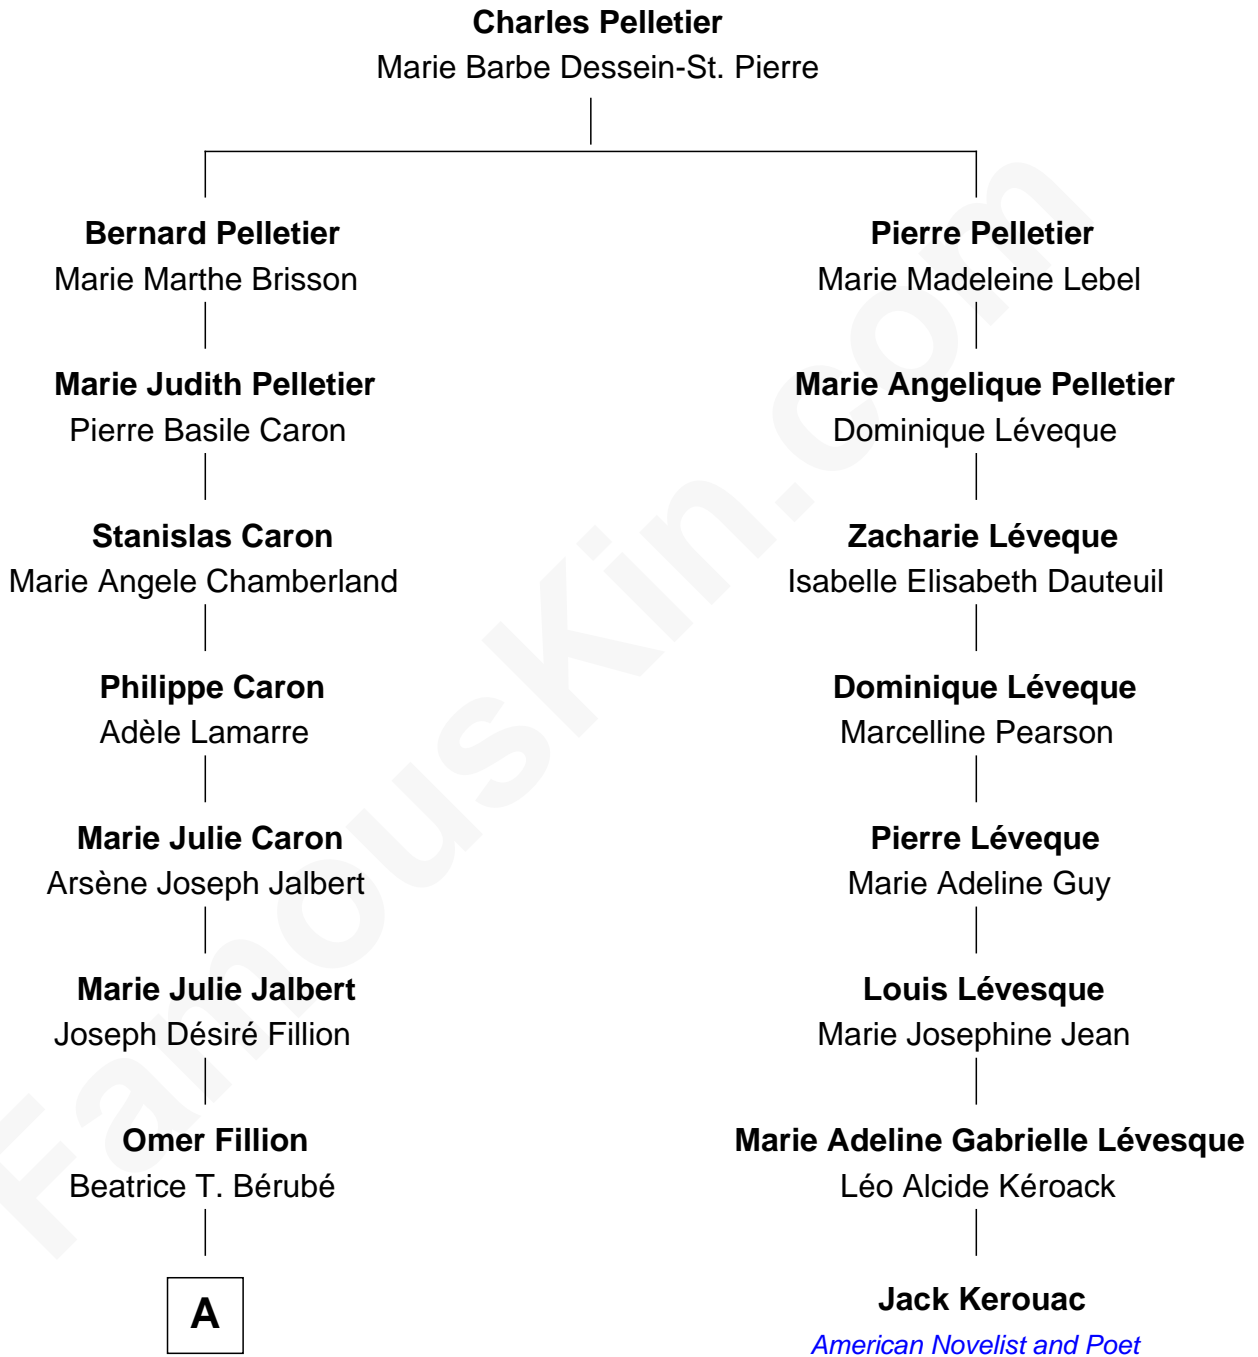 Charles Pelletier
Marie Barbe Dessein-St. Pierre
Bernard Pelletier
Marie Marthe Brisson
Pierre Pelletier
Marie Madeleine Lebel
Marie Judith Pelletier
Pierre Basile Caron
Marie Angelique Pelletier
Dominique Léveque
Stanislas Caron
Marie Angele Chamberland
Zacharie Léveque
Isabelle Elisabeth Dauteuil
Philippe Caron
Adèle Lamarre
Dominique Léveque
Marcelline Pearson
Marie Julie Caron
Arsène Joseph Jalbert
Pierre Léveque
Marie Adeline Guy
Marie Julie Jalbert
Joseph Désiré Fillion
Louis Lévesque
Marie Josephine Jean
Omer Fillion
Beatrice T. Bérubé
Marie Adeline Gabrielle Lévesque
Léo Alcide Kéroack
A
Jack Kerouac
American Novelist and Poet
FamousKin.com